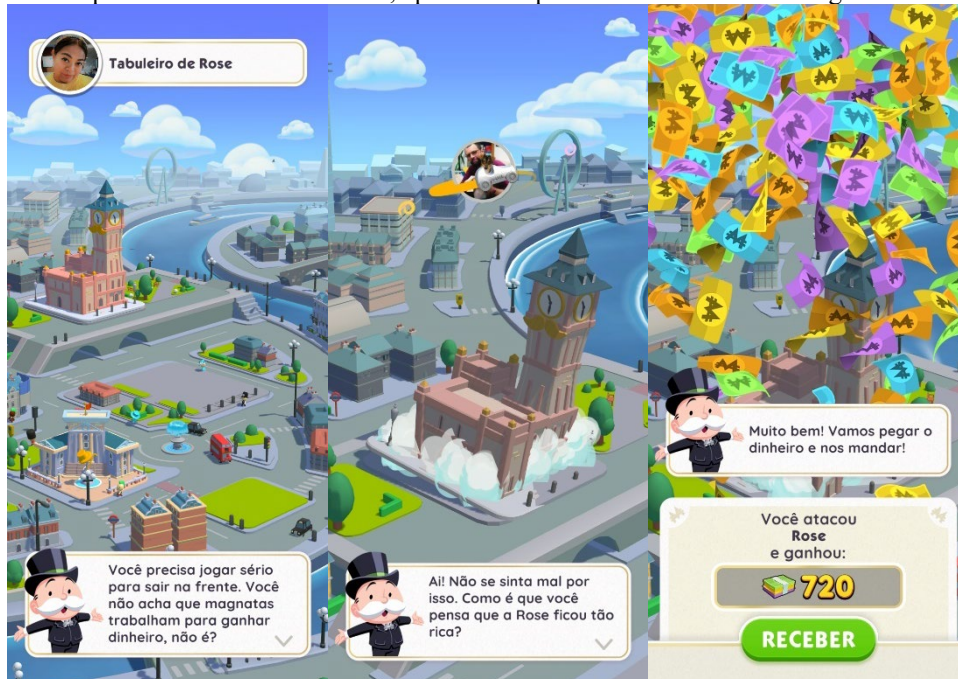 Tabuleiro de Rose
Você precisa jogar sério
para sair na frente. Você
não acha que magnatas
trabalham para ganhar
dinheiro, não é?
Ai! Não se sinta mal por
isso. Como é que você
pensa que a Rose ficou tão
rica?
Muito bem! Vamos pegar o
dinheiro e nos mandar!
Você atacou
Rose
e ganhou:
720
RECEBER